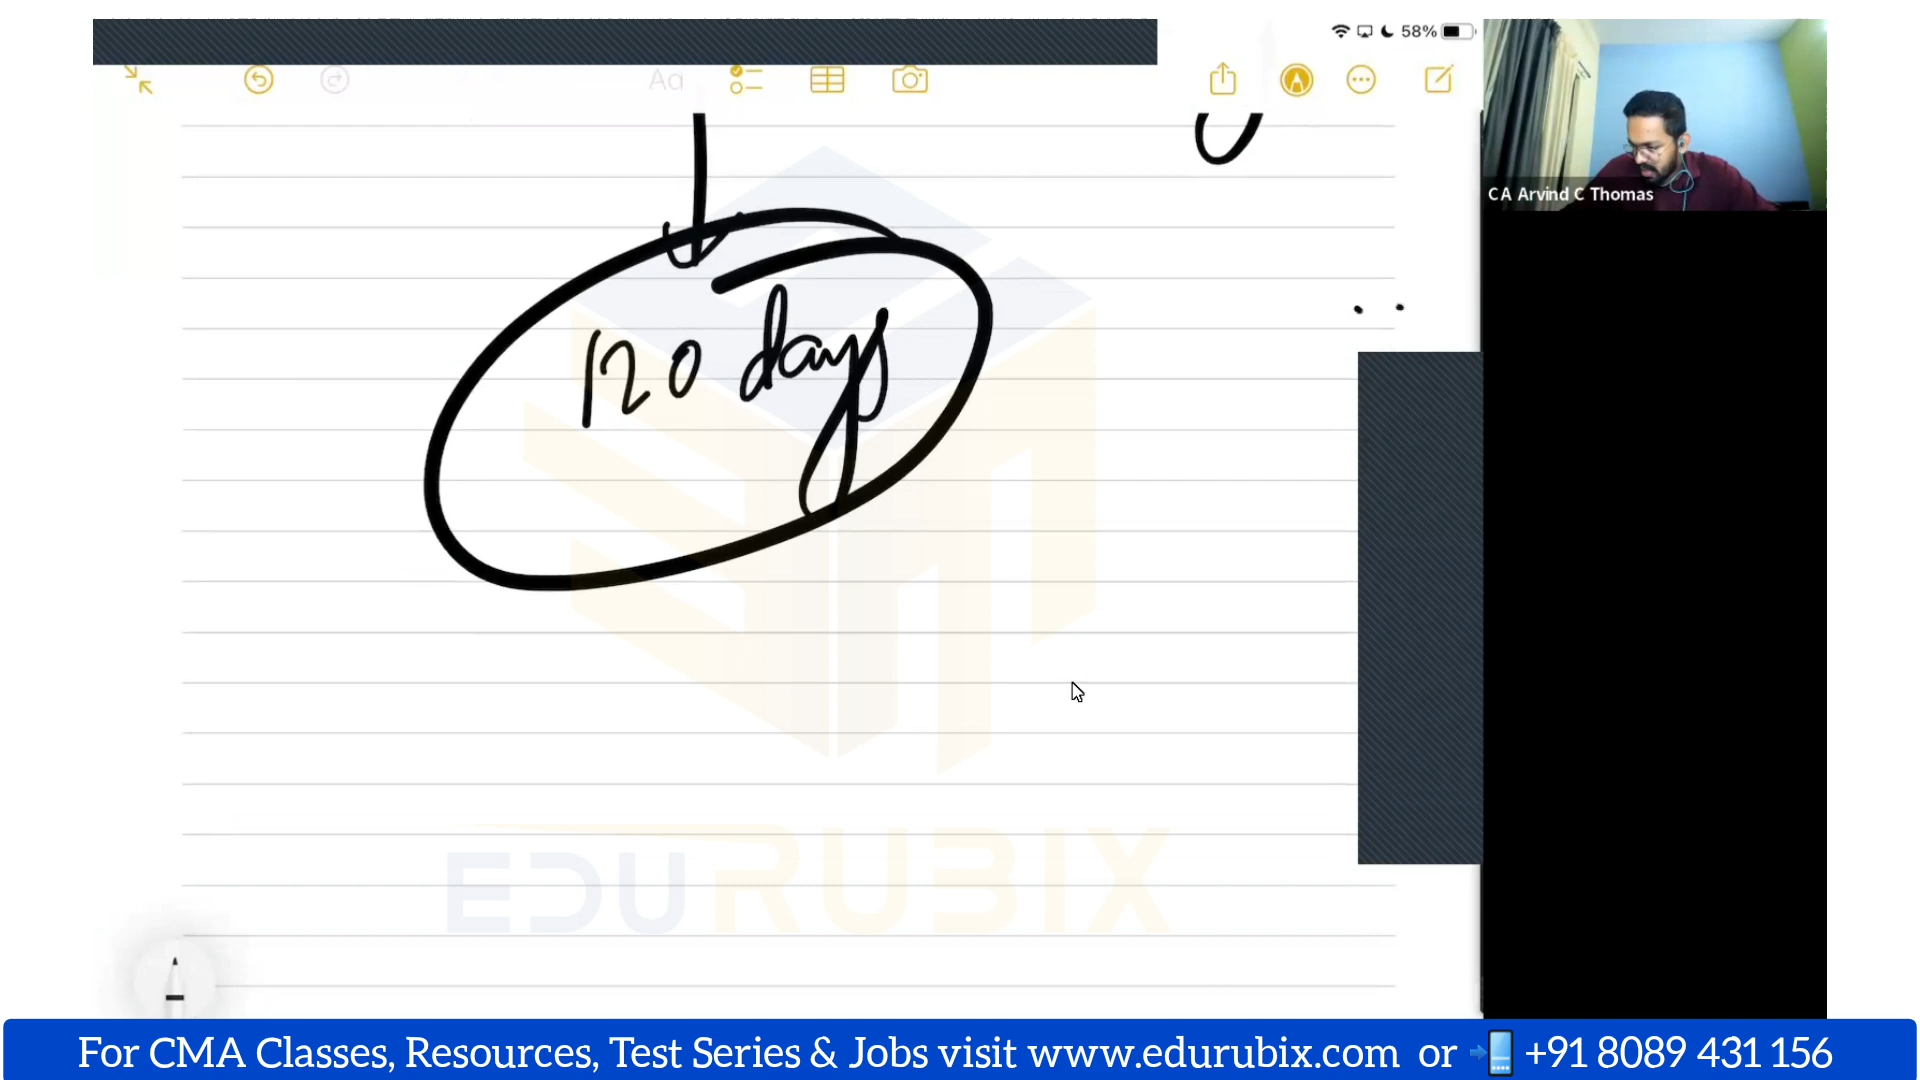 58%
Aa
CA Arvind C Thomas
120 days
EDURUBIX
For CMA Classes, Resources, Test Series & Jobs visit www.edurubix.com or +91 8089 431 156